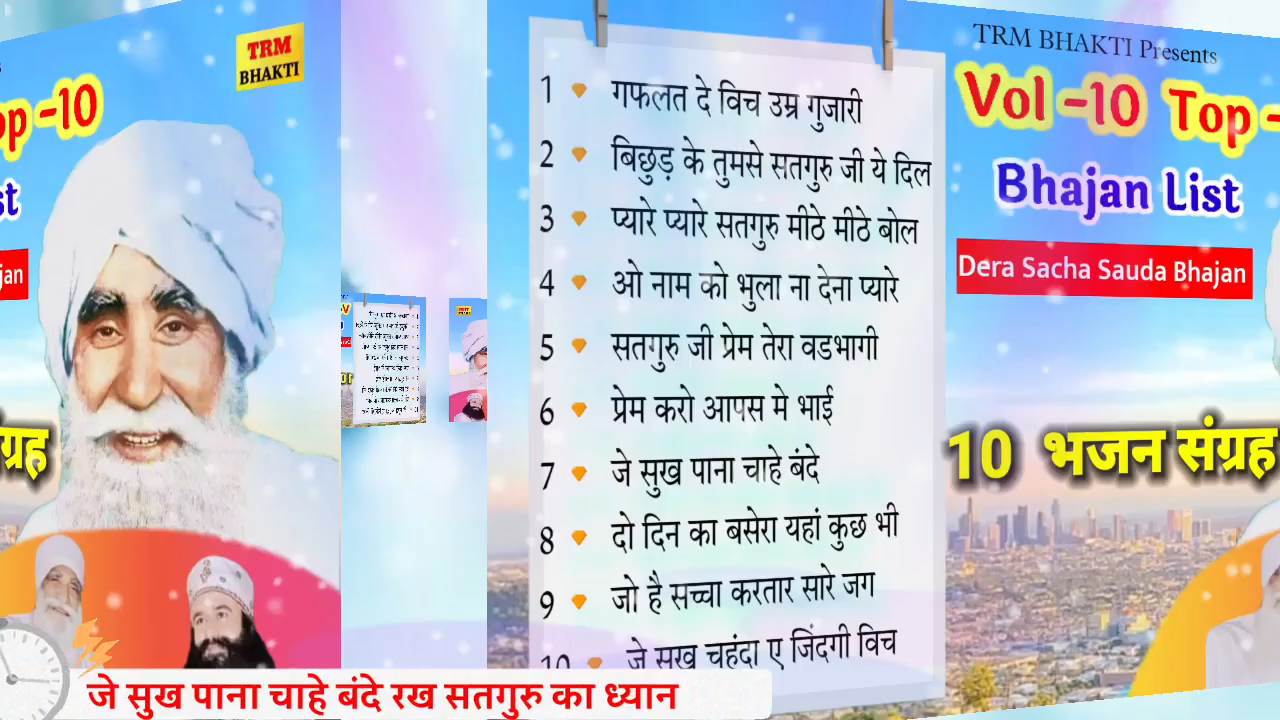 TRM
BHAKTI
op -10
st
jan
ंग्रह
1 गफलत दे विच उम्र गुजारी
2 बिछुड़ के तुमसे सतगुरु जी ये दिल
3 प्यारे प्यारे सतगुरु मीठे मीठे बोल
4 ओ नाम को भुला ना देना प्यारे
5 सतगुरु जी प्रेम तेरा वडभागी
6 प्रेम करो आपस मे भाई
7 जे सुख पाना चाहे बंदे
8 दो दिन का बसेरा यहां कुछ भी
9 जो है सच्चा करतार सारे जग
10 जे सुख चहंदा ए जिंदगी विच
TRM BHAKTI Presents
Vol -10 Top -
Bhajan List
Dera Sacha Sauda Bhajan
10 भजन संग्रह
जे सुख पाना चाहे बंदे रख सतगुरु का ध्यान